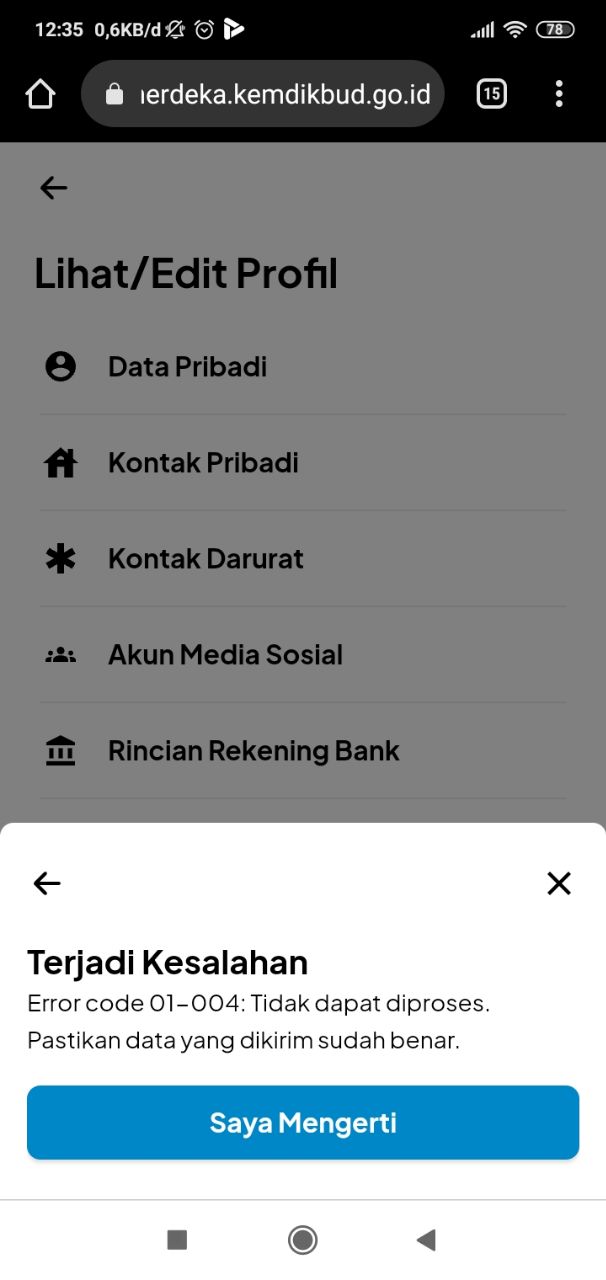 12:35 0,6KB/d 78
merdeka.kemdikbud.go.id 15
Lihat/Edit Profil
Data Pribadi
Kontak Pribadi
Kontak Darurat
Akun Media Sosial
Rincian Rekening Bank
Terjadi Kesalahan
Error code 01-004: Tidak dapat diproses.
Pastikan data yang dikirim sudah benar.
Saya Mengerti